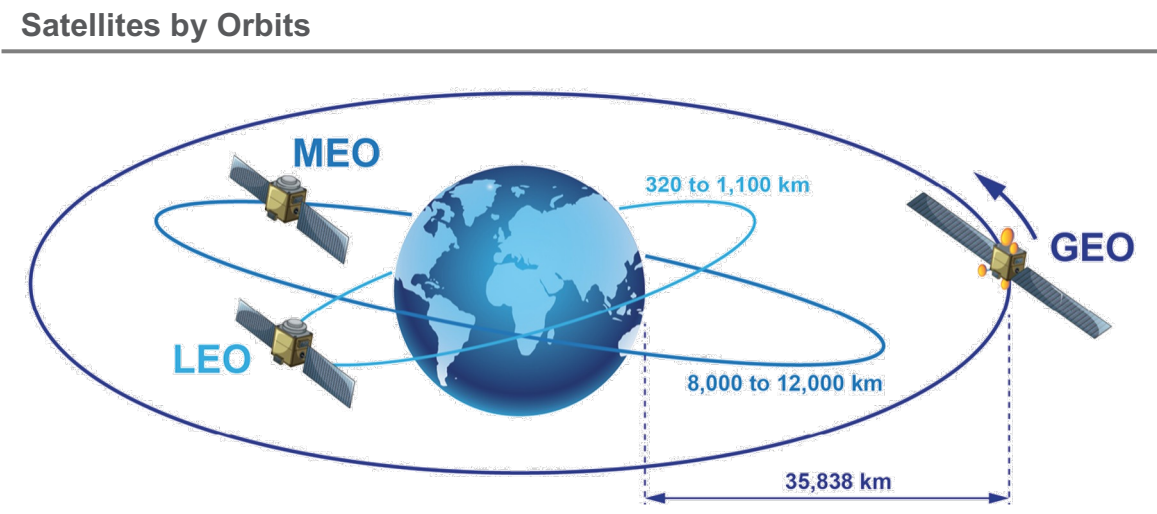 Satellites by Orbits
MEO
320 to 1,100 km
GEO
LEO
8,000 to 12,000 km
35,838 km